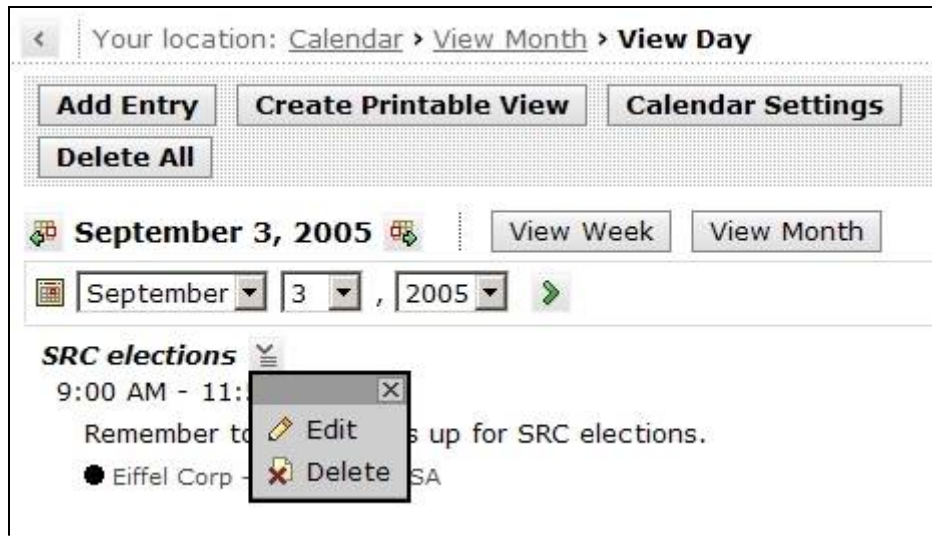 Your location: Calendar › View Month › View Day
Add Entry Create Printable View Calendar Settings
Delete All
September 3, 2005 View Week View Month
September 3 , 2005
SRC elections
9:00 AM - 11:
Edit
Remember to s up for SRC elections.
Delete
Eiffel Corp - SA